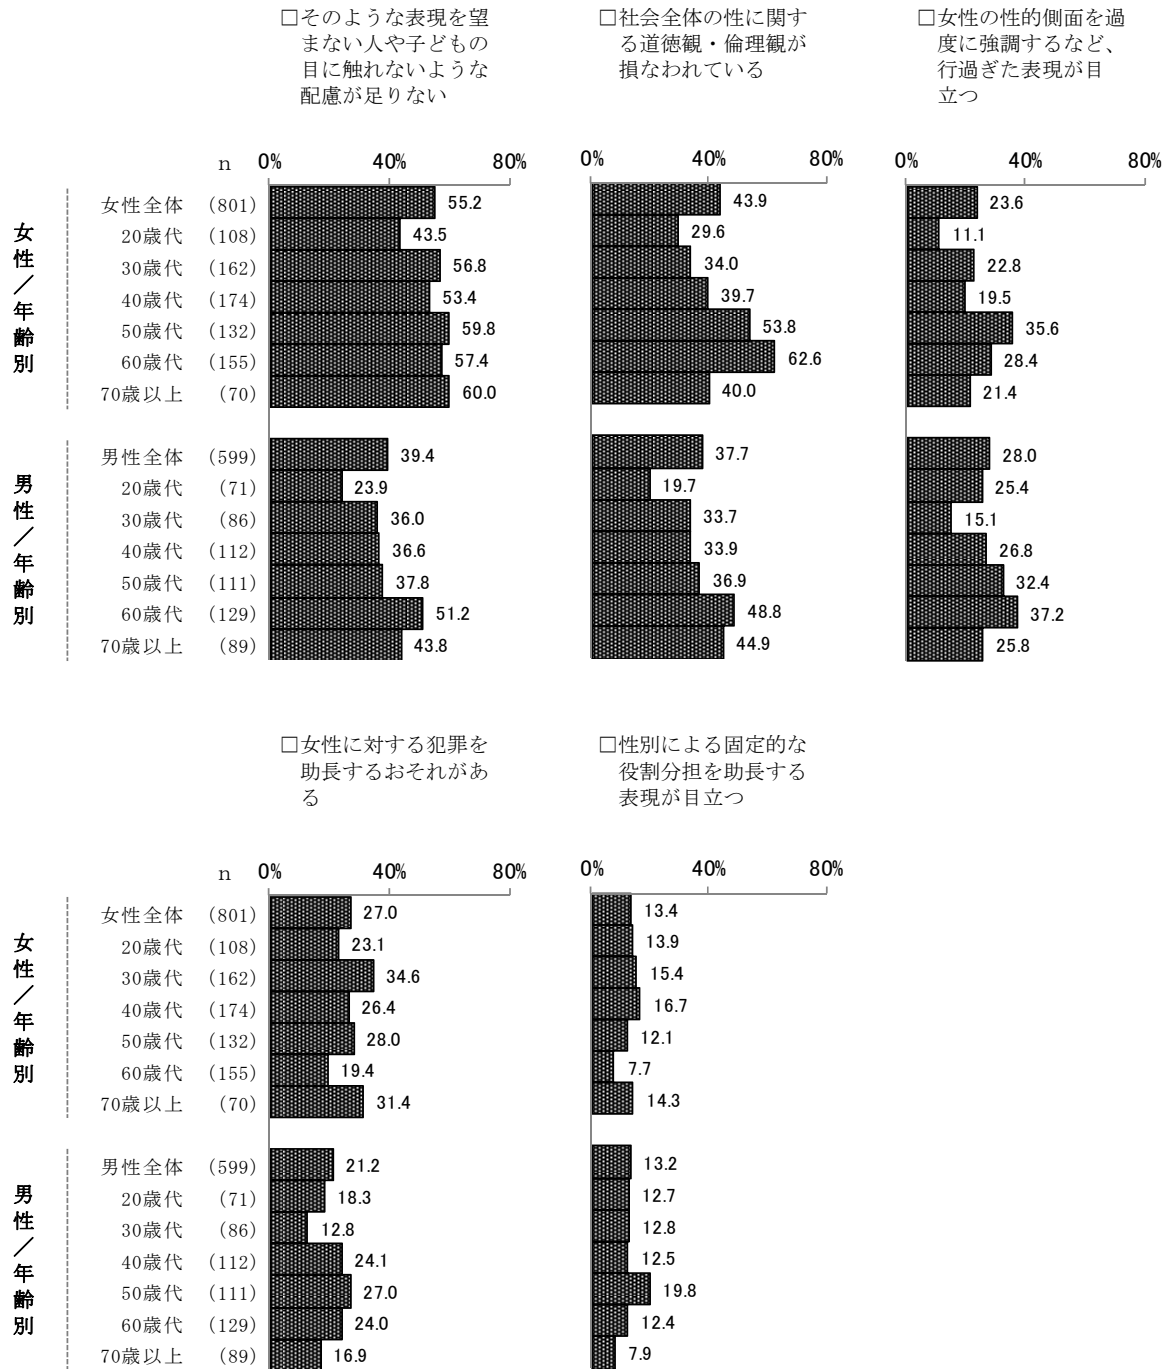 □そのような表現を望
まない人や子どもの
目に触れないような
配慮が足りない
□社会全体の性に関す
る道徳観・倫理観が
損なわれている
□女性の性的側面を過
度に強調するなど、
行過ぎた表現が目
立つ
n 0% 40% 80% 0% 40% 80% 0% 40% 80%
女性／年齢別
女性全体 (801) 55.2 43.9 23.6
20歳代 (108) 43.5 29.6 11.1
30歳代 (162) 56.8 34.0 22.8
40歳代 (174) 53.4 39.7 19.5
50歳代 (132) 59.8 53.8 35.6
60歳代 (155) 57.4 62.6 28.4
70歳以上 (70) 60.0 40.0 21.4
男性／年齢別
男性全体 (599) 39.4 37.7 28.0
20歳代 (71) 23.9 19.7 25.4
30歳代 (86) 36.0 33.7 15.1
40歳代 (112) 36.6 33.9 26.8
50歳代 (111) 37.8 36.9 32.4
60歳代 (129) 51.2 48.8 37.2
70歳以上 (89) 43.8 44.9 25.8
□女性に対する犯罪を
助長するおそれがあ
る
□性別による固定的な
役割分担を助長する
表現が目立つ
n 0% 40% 80% 0% 40% 80%
女性／年齢別
女性全体 (801) 27.0 13.4
20歳代 (108) 23.1 13.9
30歳代 (162) 34.6 15.4
40歳代 (174) 26.4 16.7
50歳代 (132) 28.0 12.1
60歳代 (155) 19.4 7.7
70歳以上 (70) 31.4 14.3
男性／年齢別
男性全体 (599) 21.2 13.2
20歳代 (71) 18.3 12.7
30歳代 (86) 12.8 12.8
40歳代 (112) 24.1 12.5
50歳代 (111) 27.0 19.8
60歳代 (129) 24.0 12.4
70歳以上 (89) 16.9 7.9